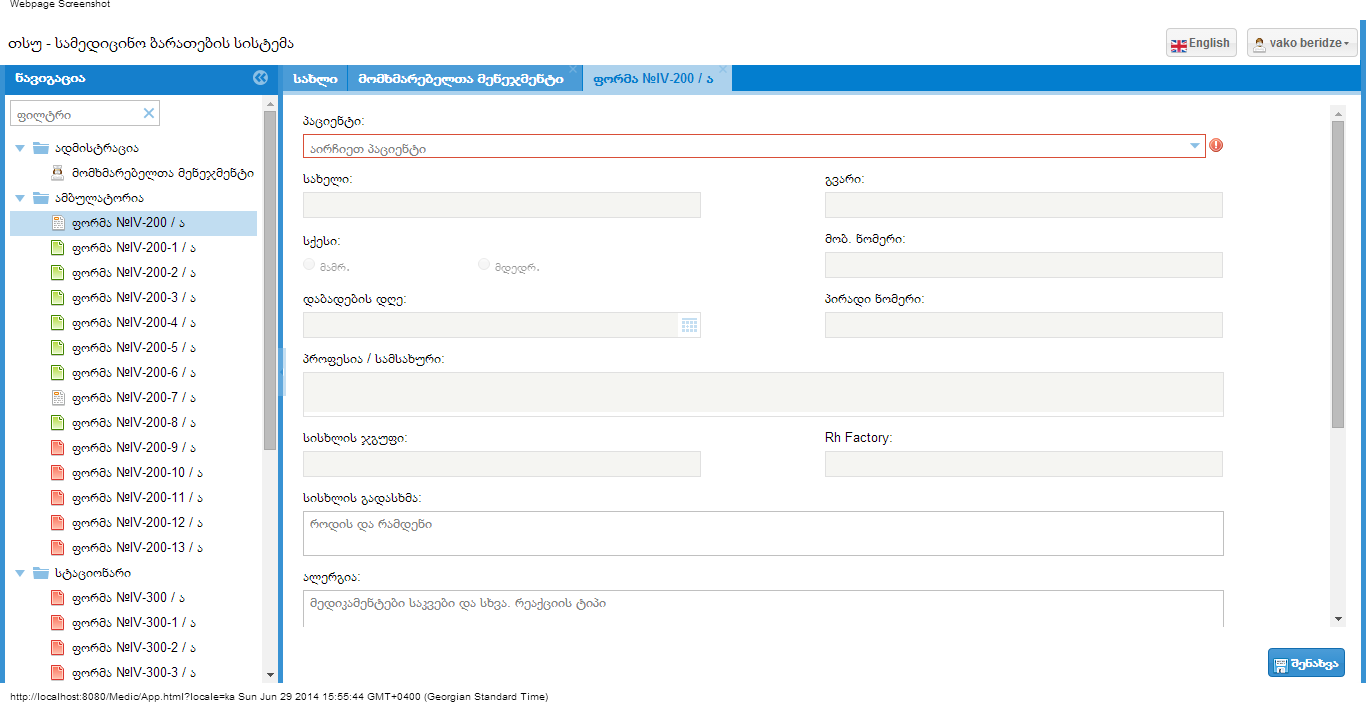 Webpage Screenshot
თსუ - სამედიცინო ბარათების სისტემა
English
vako beridze
ნავიგაცია
სახლი
მომხმარებელთა მენეჯმენტი
ფორმა №IV-200 / ა
ფილტრი
ადმისტრაცია
მომხმარებელთა მენეჯმენტი
ამბულატორია
ფორმა №IV-200 / ა
ფორმა №IV-200-1 / ა
ფორმა №IV-200-2 / ა
ფორმა №IV-200-3 / ა
ფორმა №IV-200-4 / ა
ფორმა №IV-200-5 / ა
ფორმა №IV-200-6 / ა
ფორმა №IV-200-7 / ა
ფორმა №IV-200-8 / ა
ფორმა №IV-200-9 / ა
ფორმა №IV-200-10 / ა
ფორმა №IV-200-11 / ა
ფორმა №IV-200-12 / ა
ფორმა №IV-200-13 / ა
სტაციონარი
ფორმა №IV-300 / ა
ფორმა №IV-300-1 / ა
ფორმა №IV-300-2 / ა
ფორმა №IV-300-3 / ა
პაციენტი:
აირჩიეთ პაციენტი
სახელი:
გვარი:
სქესი:
მამრ.
მდედრ.
მობ. ნომერი:
დაბადების დღე:
პირადი ნომერი:
პროფესია / სამსახური:
სისხლის ჯგუფი:
Rh Factory:
სისხლის გადასხმა:
როდის და რამდენი
ალერგია:
მედიკამენტები საკვები და სხვა. რეაქციის ტიპი
შენახვა
http://localhost:8080/Medic/App.html?locale=ka Sun Jun 29 2014 15:55:44 GMT+0400 (Georgian Standard Time)